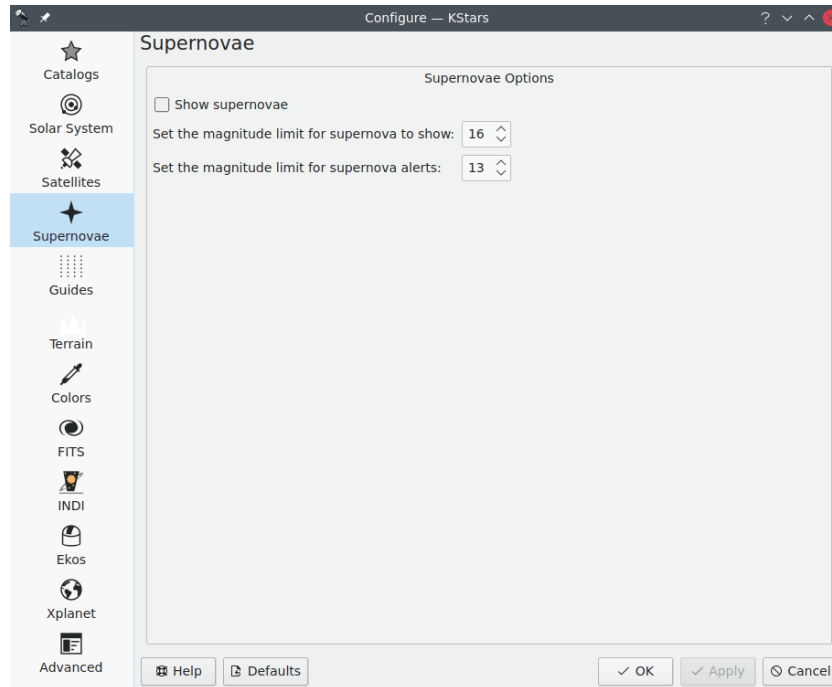 Configure — KStars
Catalogs
Solar System
Satellites
Supernovae
Guides
Terrain
Colors
FITS
INDI
Ekos
Xplanet
Advanced
Supernovae
Supernovae Options
Show supernovae
Set the magnitude limit for supernova to show: 16
Set the magnitude limit for supernova alerts: 13
Help Defaults OK Apply Cancel